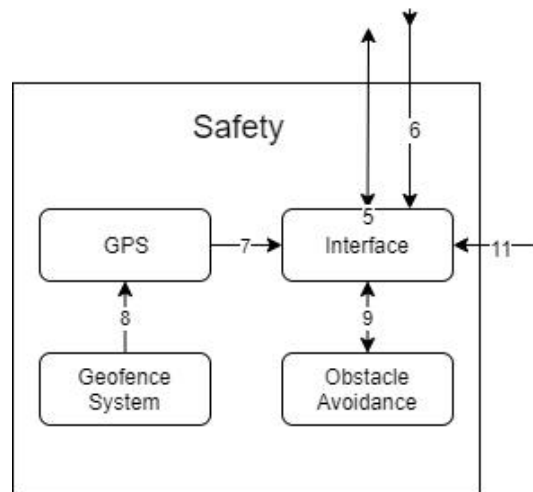 6
Safety
5
GPS
7
Interface
11
8
9
Geofence
System
Obstacle
Avoidance